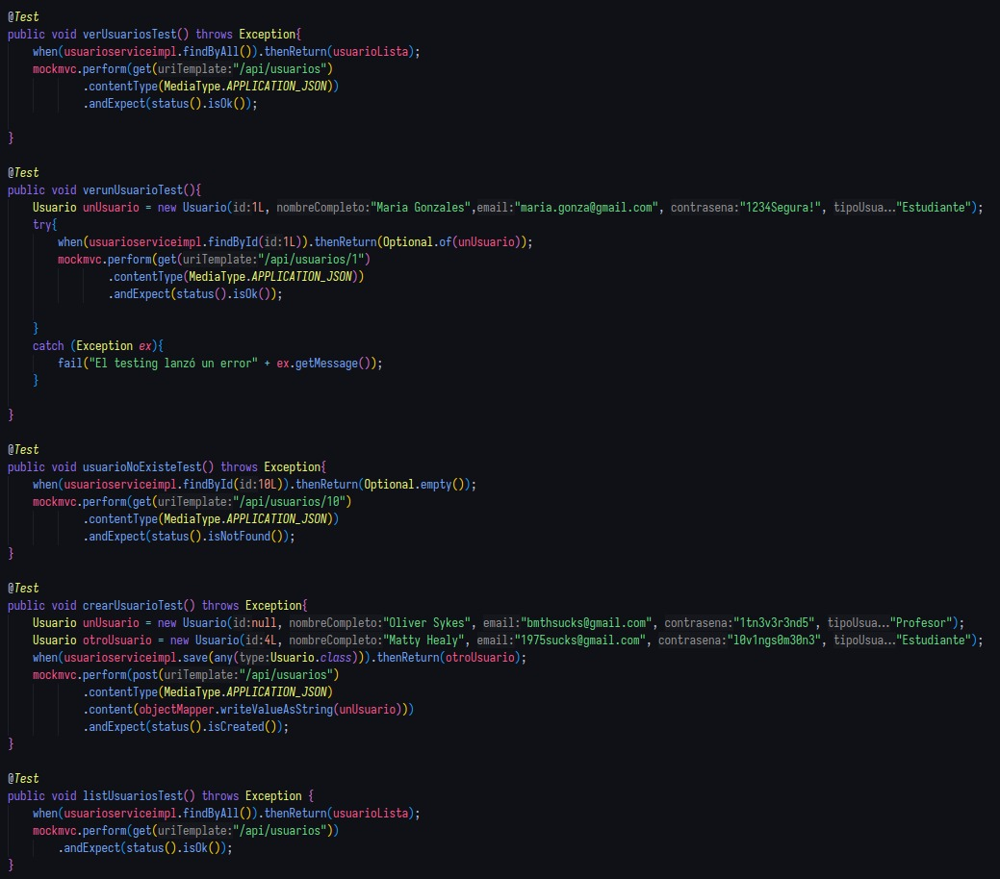 @Test
public void verUsuariosTest() throws Exception{
    when(usuarioserviceimpl.findByAll()).thenReturn(usuarioLista);
    mockmvc.perform(get(uriTemplate:"/api/usuarios")
            .contentType(MediaType.APPLICATION_JSON))
            .andExpect(status().isOk());

}

@Test
public void verunUsuarioTest(){
    Usuario unUsuario = new Usuario(id:1L, nombreCompleto:"Maria Gonzales",email:"maria.gonza@gmail.com", contrasena:"1234Segura!", tipoUsua...:"Estudiante");
    try{
        when(usuarioserviceimpl.findById(id:1L)).thenReturn(Optional.of(unUsuario));
        mockmvc.perform(get(uriTemplate:"/api/usuarios/1")
                .contentType(MediaType.APPLICATION_JSON))
                .andExpect(status().isOk());

    }
    catch (Exception ex){
        fail("El testing lanzó un error" + ex.getMessage());
    }

}

@Test
public void usuarioNoExisteTest() throws Exception{
    when(usuarioserviceimpl.findById(id:10L)).thenReturn(Optional.empty());
    mockmvc.perform(get(uriTemplate:"/api/usuarios/10")
            .contentType(MediaType.APPLICATION_JSON))
            .andExpect(status().isNotFound());
}

@Test
public void crearUsuarioTest() throws Exception{
    Usuario unUsuario = new Usuario(id:null, nombreCompleto:"Oliver Sykes", email:"bmthsucks@gmail.com", contrasena:"1tn3v3r3nd5", tipoUsua...:"Profesor");
    Usuario otroUsuario = new Usuario(id:4L, nombreCompleto:"Matty Healy", email:"1975sucks@gmail.com", contrasena:"l0v1ngs0m30n3", tipoUsua...:"Estudiante");
    when(usuarioserviceimpl.save(any(type:Usuario.class))).thenReturn(otroUsuario);
    mockmvc.perform(post(uriTemplate:"/api/usuarios")
            .contentType(MediaType.APPLICATION_JSON)
            .content(objectMapper.writeValueAsString(unUsuario)))
            .andExpect(status().isCreated());
}

@Test
public void listUsuariosTest() throws Exception {
    when(usuarioserviceimpl.findByAll()).thenReturn(usuarioLista);
    mockmvc.perform(get(uriTemplate:"/api/usuarios"))
        .andExpect(status().isOk());
}